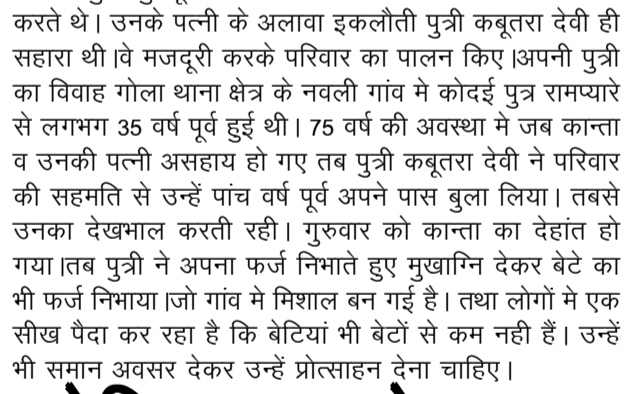 करते थे। उनके पत्नी के अलावा इकलौती पुत्री कबूतरा देवी ही
सहारा थी।वे मजदूरी करके परिवार का पालन किए।अपनी पुत्री
का विवाह गोला थाना क्षेत्र के नवली गांव मे कोदई पुत्र रामप्यारे
से लगभग 35 वर्ष पूर्व हुई थी। 75 वर्ष की अवस्था मे जब कान्ता
व उनकी पत्नी असहाय हो गए तब पुत्री कबूतरा देवी ने परिवार
की सहमति से उन्हें पांच वर्ष पूर्व अपने पास बुला लिया। तबसे
उनका देखभाल करती रही। गुरुवार को कान्ता का देहांत हो
गया।तब पुत्री ने अपना फर्ज निभाते हुए मुखाग्नि देकर बेटे का
भी फर्ज निभाया।जो गांव मे मिशाल बन गई है। तथा लोगों मे एक
सीख पैदा कर रहा है कि बेटियां भी बेटों से कम नही हैं। उन्हें
भी समान अवसर देकर उन्हें प्रोत्साहन देना चाहिए।